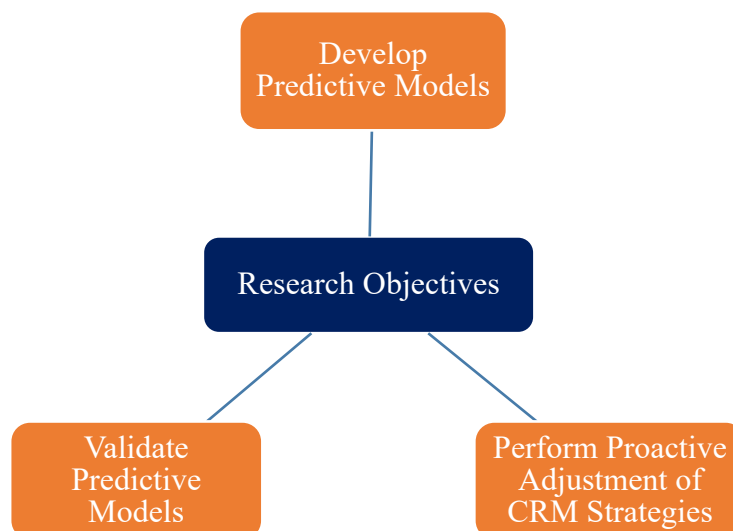 Develop
Predictive Models
Research Objectives
Validate
Predictive
Models
Perform Proactive
Adjustment of
CRM Strategies